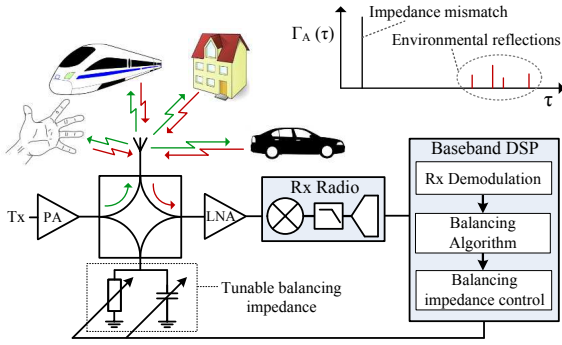 Γ_A (τ)
Impedance mismatch
Environmental reflections
τ
Tx
PA
LNA
Rx Radio
Baseband DSP
Rx Demodulation
Balancing
Algorithm
Balancing
impedance control
Tunable balancing
impedance